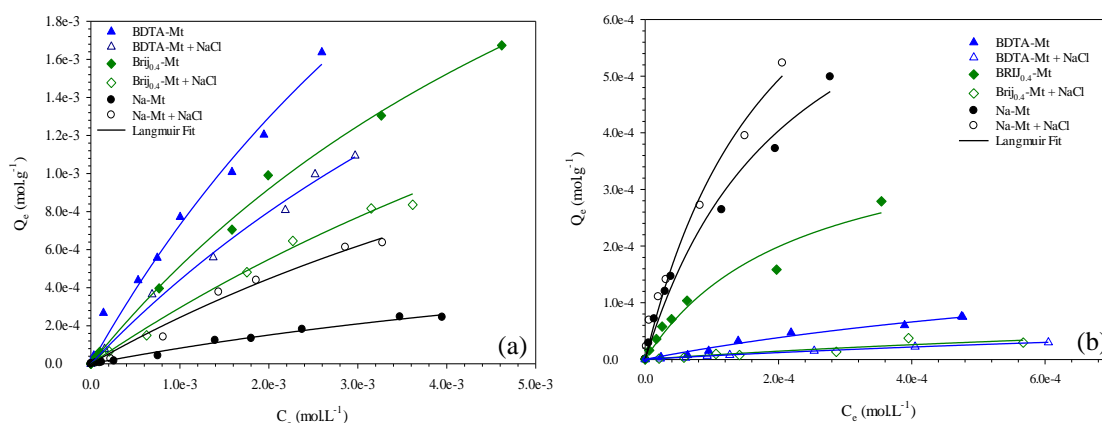 1.8e-3
1.6e-3
1.4e-3
1.2e-3
1.0e-3
8.0e-4
6.0e-4
4.0e-4
2.0e-4
0.0
Qe (mol.g-1)
BDTA-Mt
BDTA-Mt + NaCl
Brij0.4-Mt
Brij0.4-Mt + NaCl
Na-Mt
Na-Mt + NaCl
Langmuir Fit
(a)
0.0 1.0e-3 2.0e-3 3.0e-3 4.0e-3 5.0e-3
Ce (mol.L-1)
(b)
6.0e-4
5.0e-4
4.0e-4
3.0e-4
2.0e-4
1.0e-4
0.0
Qe (mol.g-1)
BDTA-Mt
BDTA-Mt + NaCl
BRIJ0.4-Mt
Brij0.4-Mt + NaCl
Na-Mt
Na-Mt + NaCl
Langmuir Fit
0.0 2.0e-4 4.0e-4 6.0e-4
Ce (mol.L-1)